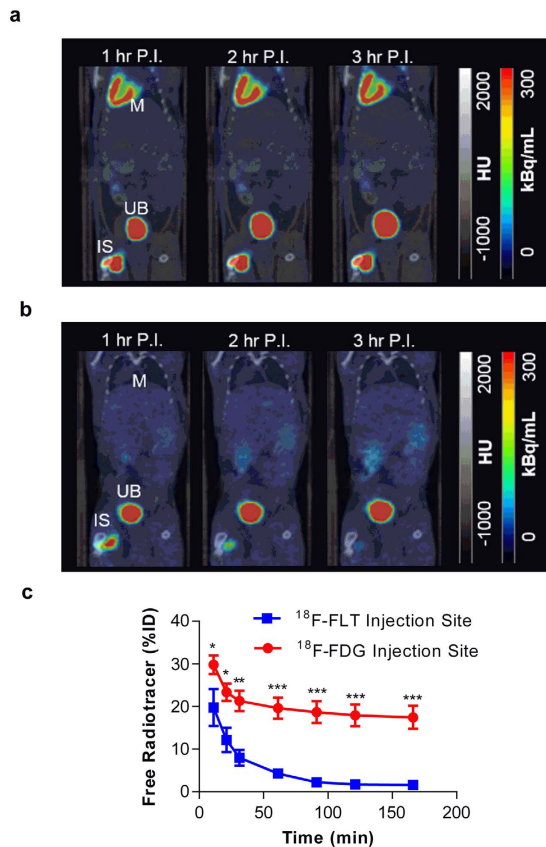 a
1 hr P.I. 2 hr P.I. 3 hr P.I.
M
UB
IS
2000
HU
-1000
300
kBq/mL
0
b
1 hr P.I. 2 hr P.I. 3 hr P.I.
M
UB
IS
2000
HU
-1000
300
kBq/mL
0
c
Free Radiotracer (%ID)
40
30
20
10
0
18F-FLT Injection Site
18F-FDG Injection Site
* * ** *** *** *** ***
0 50 100 150 200
Time (min)